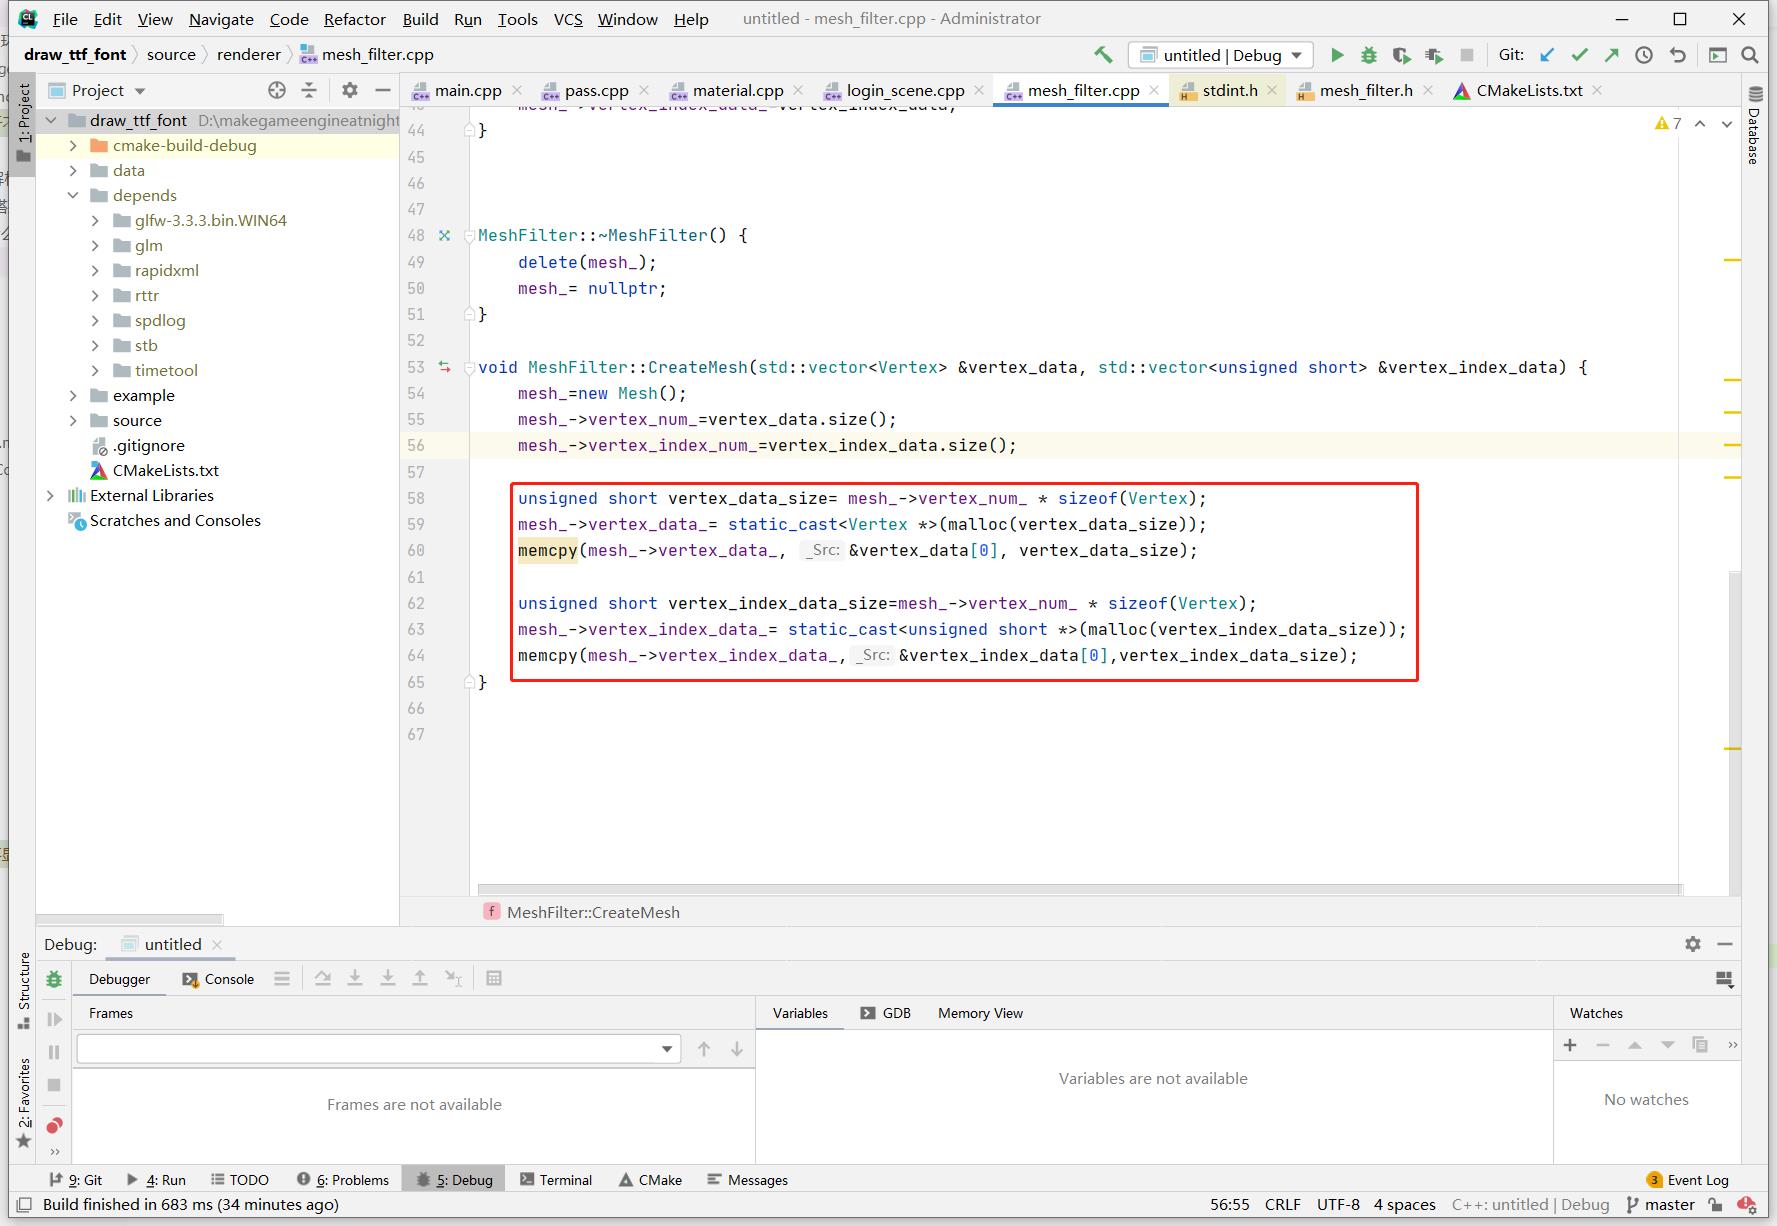 File Edit View Navigate Code Refactor Build Run Tools VCS Window Help untitled - mesh_filter.cpp - Administrator
draw_ttf_font source renderer mesh_filter.cpp untitled | Debug Git:
1: Project
Project
main.cpp pass.cpp material.cpp login_scene.cpp mesh_filter.cpp stdint.h mesh_filter.h CMakeLists.txt
Database
draw_ttf_font D:\makegameengineatnight
cmake-build-debug
data
depends
glfw-3.3.3.bin.WIN64
glm
rapidxml
rttr
spdlog
stb
timetool
example
source
.gitignore
CMakeLists.txt
External Libraries
Scratches and Consoles
7
44 }
45
46
47
48 MeshFilter::~MeshFilter() {
49 delete(mesh_);
50 mesh_= nullptr;
51 }
52
53 void MeshFilter::CreateMesh(std::vector<Vertex> &vertex_data, std::vector<unsigned short> &vertex_index_data) {
54 mesh_=new Mesh();
55 mesh_->vertex_num_=vertex_data.size();
56 mesh_->vertex_index_num_=vertex_index_data.size();
57
58 unsigned short vertex_data_size= mesh_->vertex_num_ * sizeof(Vertex);
59 mesh_->vertex_data_= static_cast<Vertex *>(malloc(vertex_data_size));
60 memcpy(mesh_->vertex_data_, _Src: &vertex_data[0], vertex_data_size);
61
62 unsigned short vertex_index_data_size=mesh_->vertex_num_ * sizeof(Vertex);
63 mesh_->vertex_index_data_= static_cast<unsigned short *>(malloc(vertex_index_data_size));
64 memcpy(mesh_->vertex_index_data_, _Src: &vertex_index_data[0],vertex_index_data_size);
65 }
66
67
MeshFilter::CreateMesh
Debug: untitled
Debugger Console
Frames
Variables GDB Memory View
Watches
Frames are not available
Variables are not available
No watches
Structure
2: Favorites
9: Git 4: Run TODO 6: Problems 5: Debug Terminal CMake Messages 3 Event Log
Build finished in 683 ms (34 minutes ago) 56:55 CRLF UTF-8 4 spaces C++: untitled | Debug master